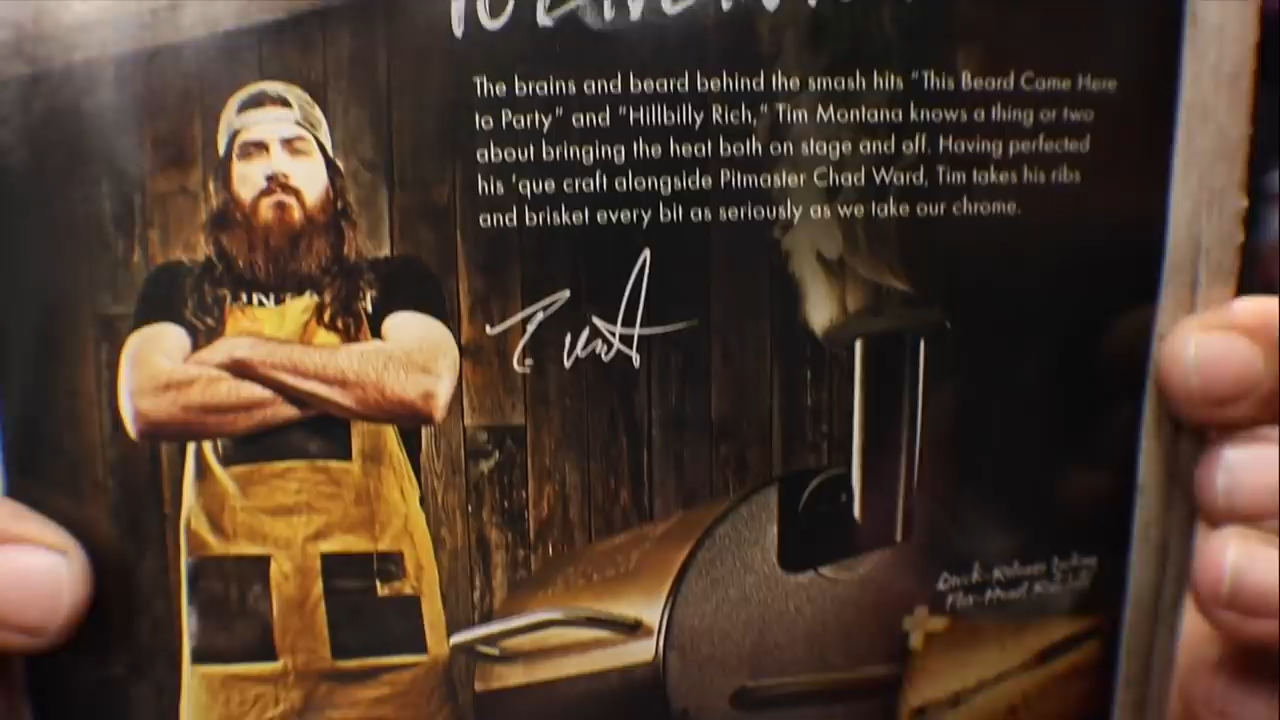 The brains and beard behind the smash hits "This Beard Came Here
to Party" and "Hillbilly Rich," Tim Montana knows a thing or two
about bringing the heat both on stage and off. Having perfected
his 'que craft alongside Pitmaster Chad Ward, Tim takes his ribs
and brisket every bit as seriously as we take our chrome.